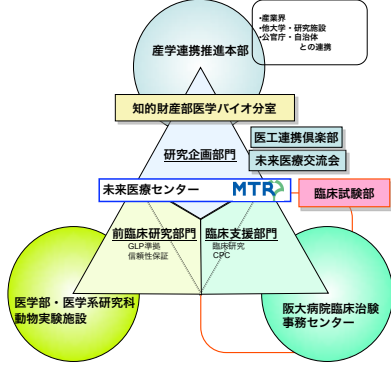 ・産業界
・他大学・研究施設
・公官庁・自治体
との連携
産学連携推進本部
知的財産部医学バイオ分室
医工連携倶楽部
研究企画部門
未来医療交流会
未来医療センター MTR
臨床試験部
前臨床研究部門
GLP準拠
信頼性保証
臨床支援部門
臨床研究
CPC
医学部・医学系研究科
動物実験施設
阪大病院臨床治験
事務センター